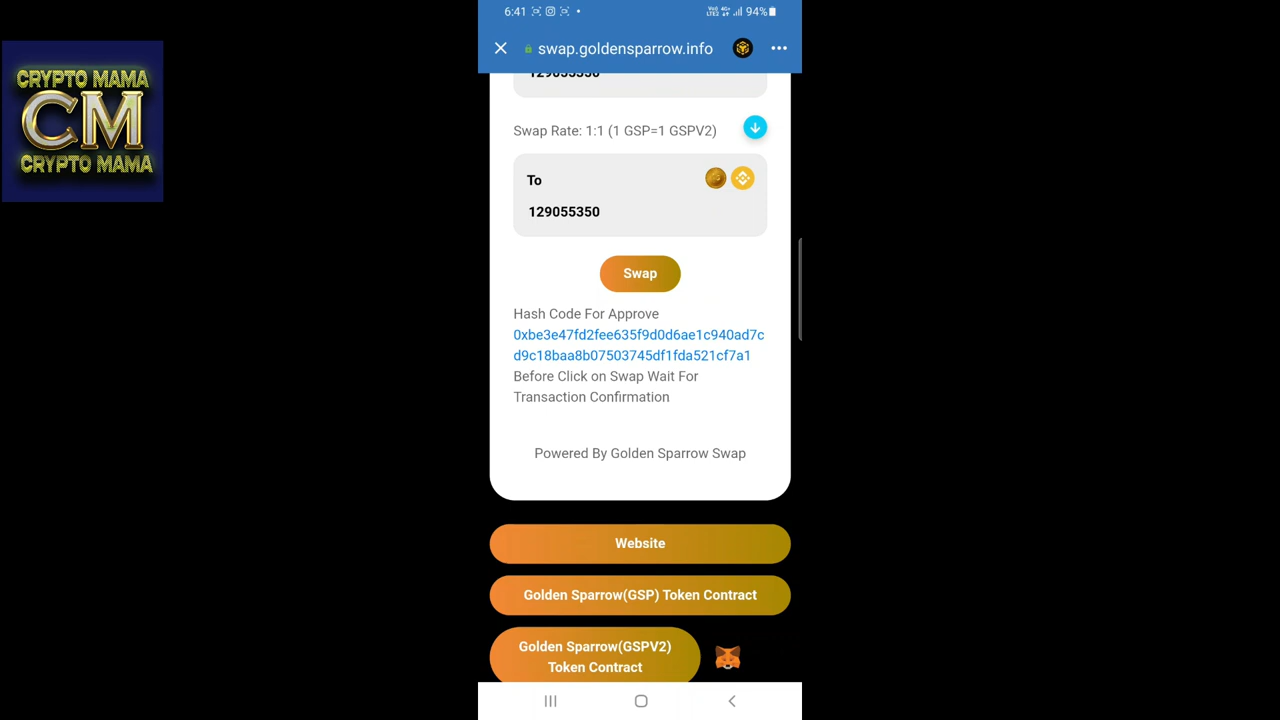 CRYPTO MAMA
CM
CRYPTO MAMA
6:41
94%
swap.goldensparrow.info
129055350
Swap Rate: 1:1 (1 GSP=1 GSPV2)
To
129055350
Swap
Hash Code For Approve
0xbe3e47fd2fee635f9d0d6ae1c940ad7c
d9c18baa8b07503745df1fda521cf7a1
Before Click on Swap Wait For
Transaction Confirmation
Powered By Golden Sparrow Swap
Website
Golden Sparrow(GSP) Token Contract
Golden Sparrow(GSPV2)
Token Contract